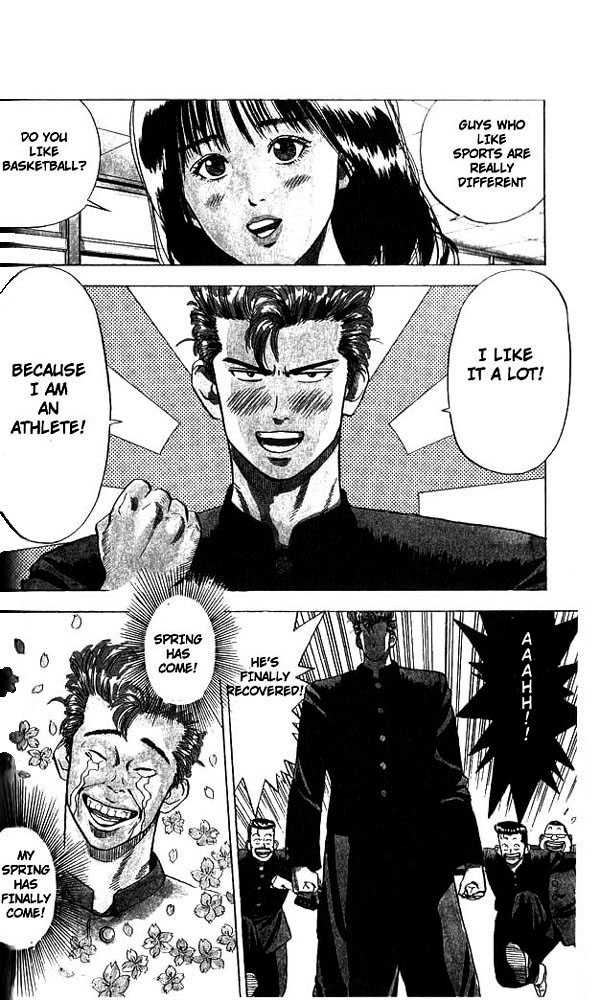 GUYS WHO
LIKE
SPORTS ARE
REALLY
DIFFERENT
DO YOU
LIKE
BASKETBALL?
I LIKE
IT A LOT!
BECAUSE
I AM
AN
ATHLETE!
AAAHH!!
HE'S
FINALLY
RECOVERED!
SPRING
HAS
COME!
MY
SPRING
HAS
FINALLY
COME!